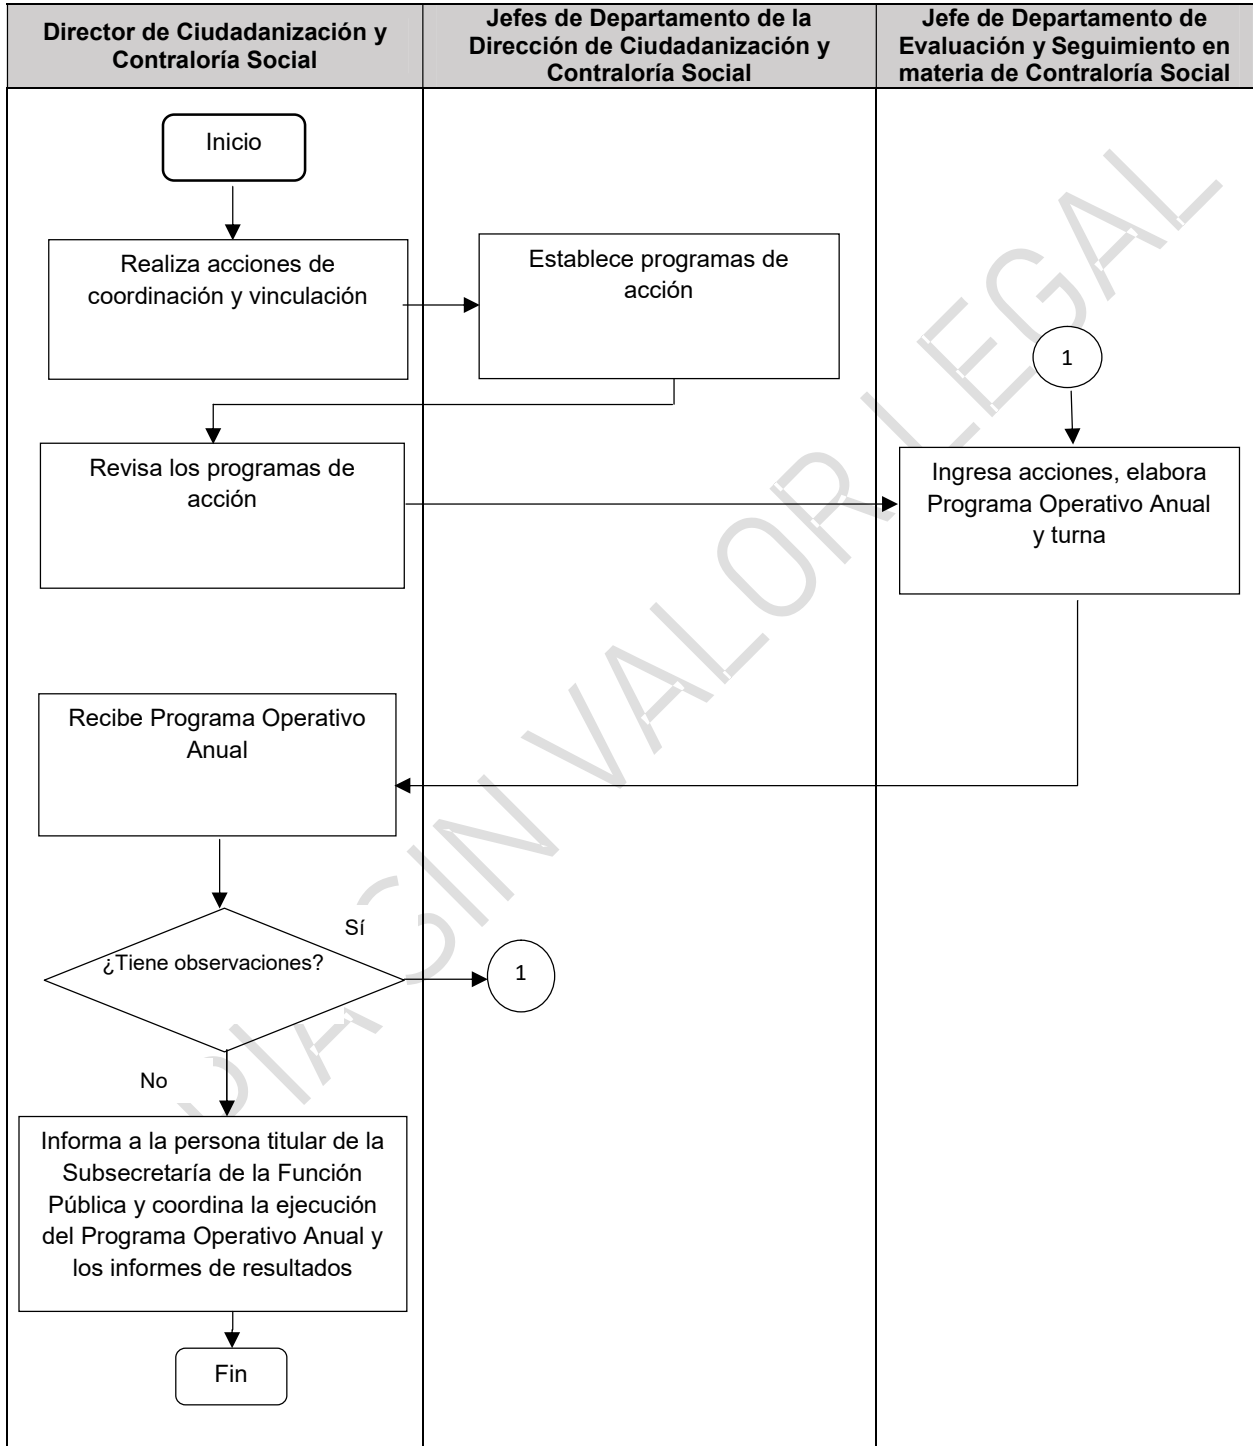 Director de Ciudadanización y
Contraloría Social
Jefes de Departamento de la
Dirección de Ciudadanización y
Contraloría Social
Jefe de Departamento de
Evaluación y Seguimiento en
materia de Contraloría Social
Inicio
Realiza acciones de
coordinación y vinculación
Establece programas de
acción
1
Revisa los programas de
acción
Ingresa acciones, elabora
Programa Operativo Anual
y turna
Recibe Programa Operativo
Anual
Sí
¿Tiene observaciones?
1
No
Informa a la persona titular de la
Subsecretaría de la Función
Pública y coordina la ejecución
del Programa Operativo Anual y
los informes de resultados
Fin
PIA SIN VALOR LEGAL